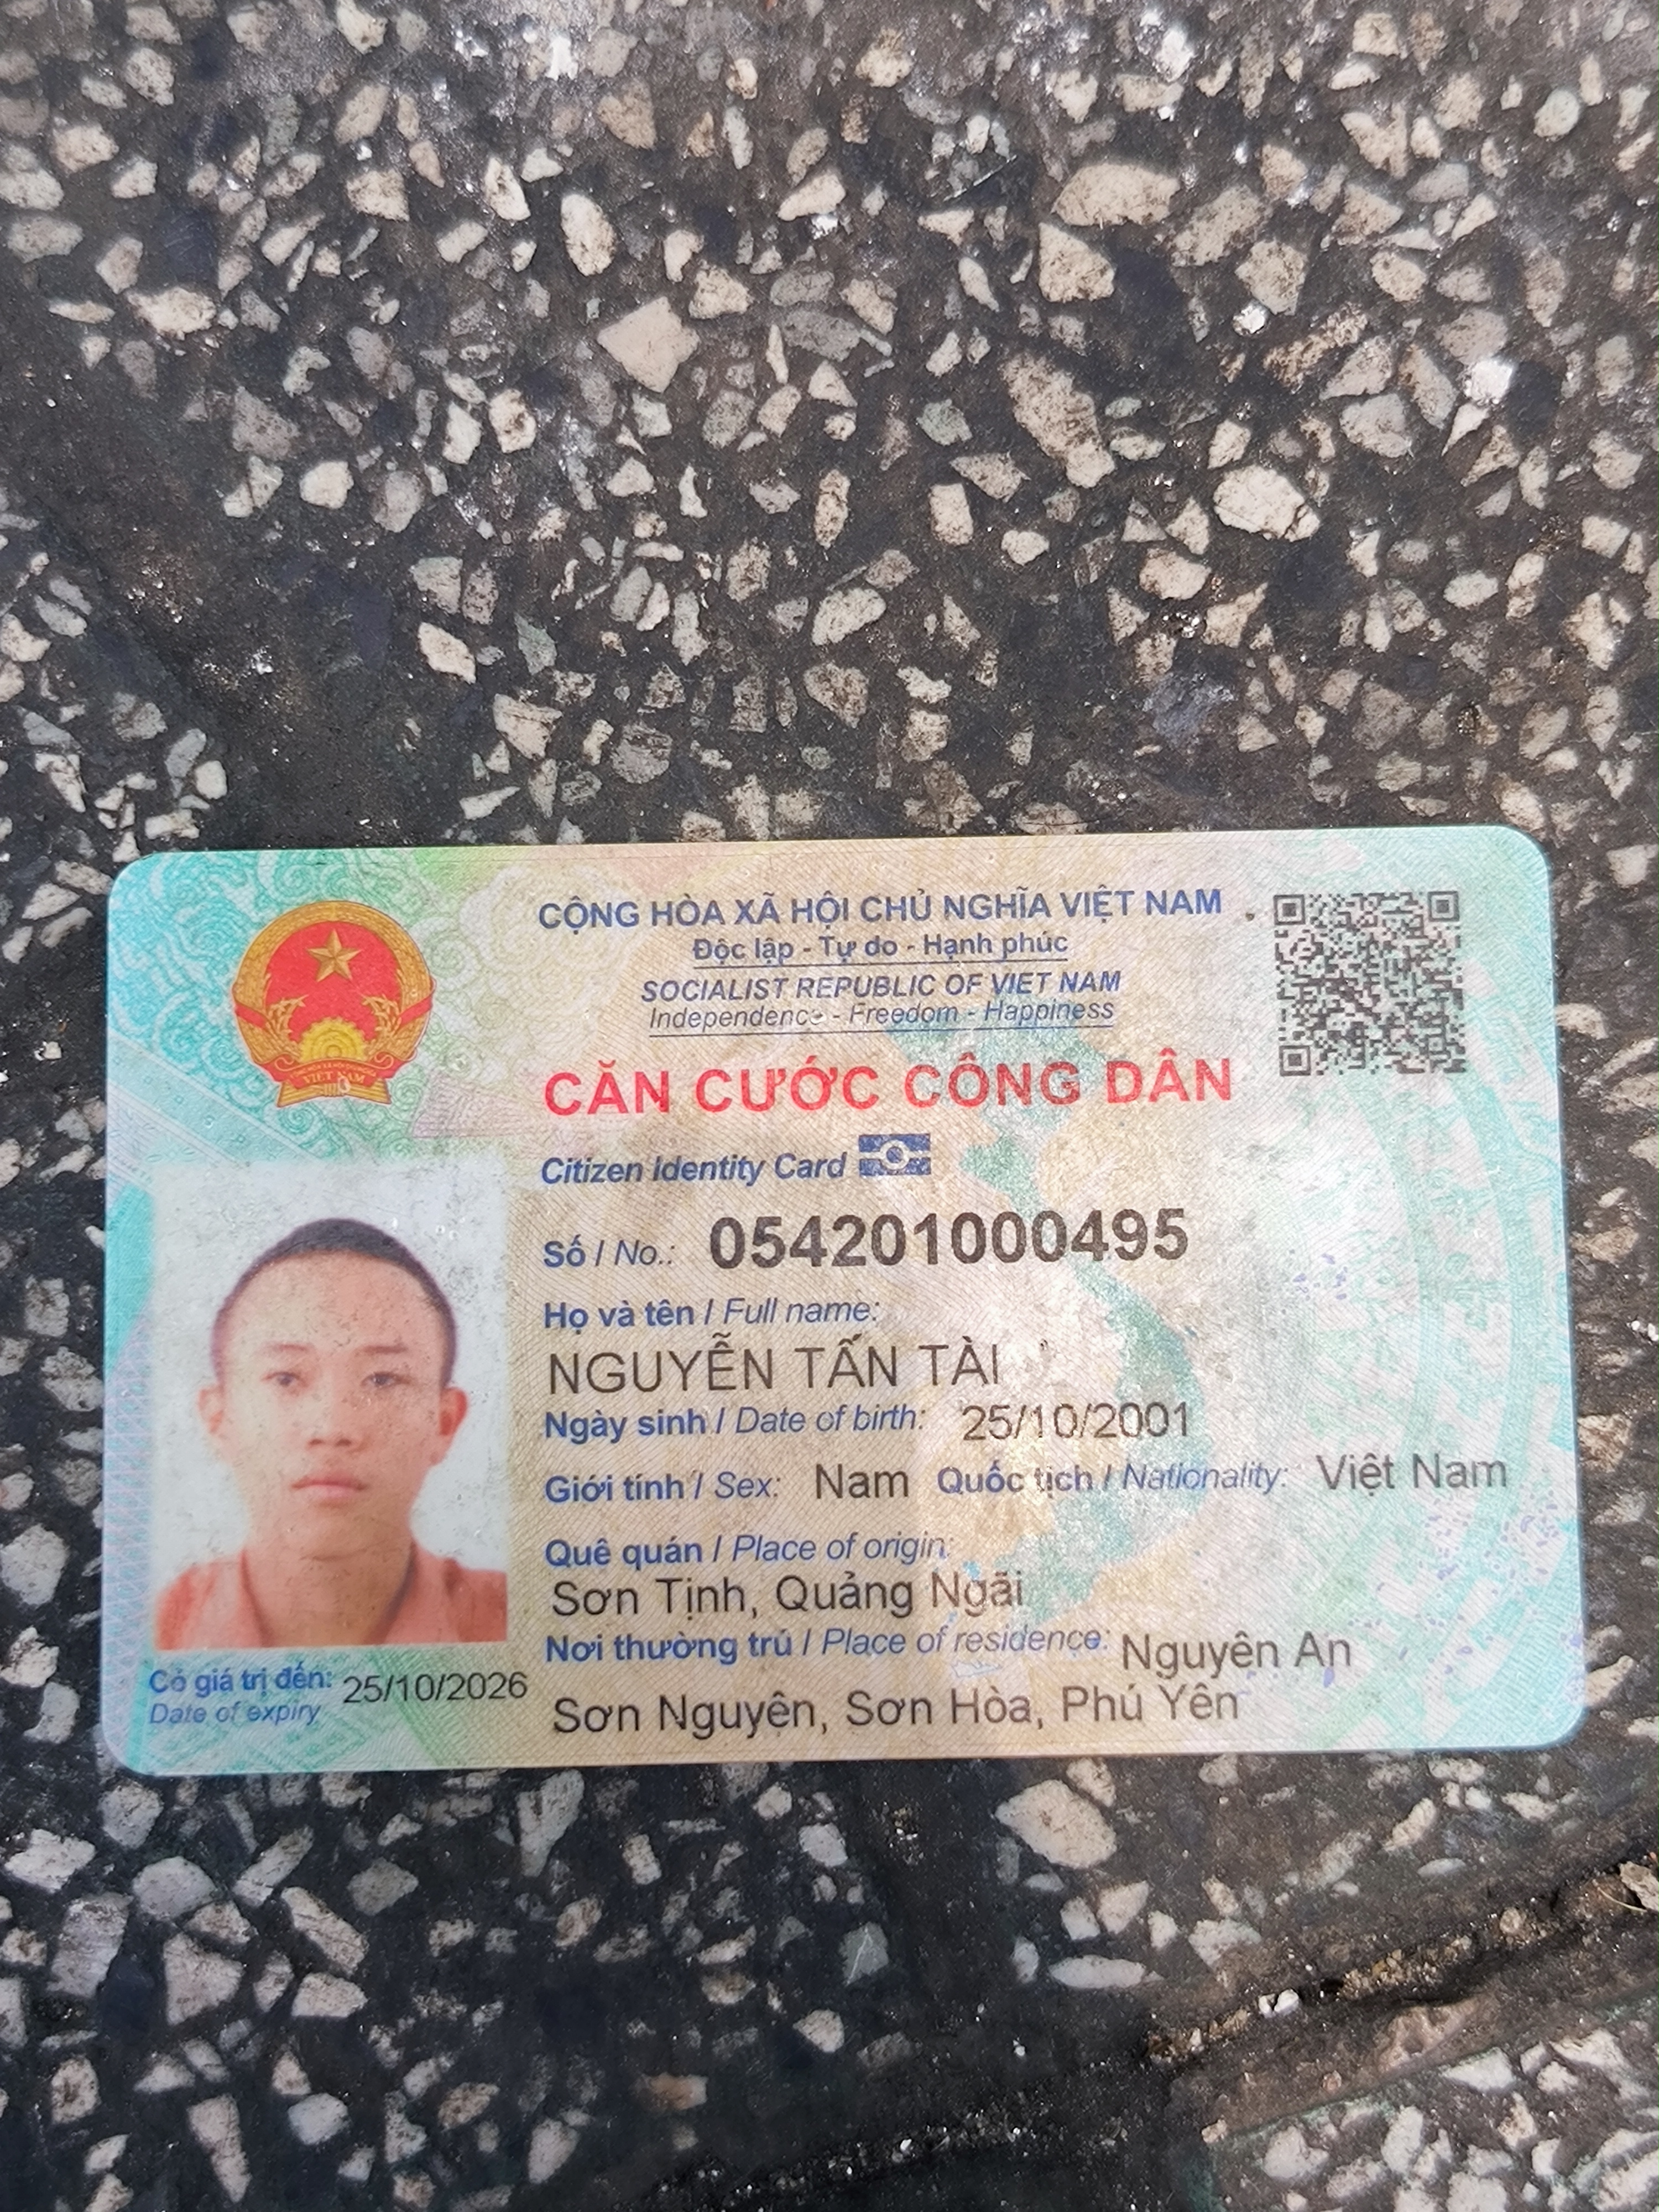 CỘNG HÒA XÃ HỘI CHỦ NGHĨA VIỆT NAM
Độc lập - Tự do - Hạnh phúc
SOCIALIST REPUBLIC OF VIET NAM
Independence - Freedom - Happiness
VIỆT NAM
CĂN CƯỚC CÔNG DÂN
Citizen Identity Card
Số / No.: 054201000495
Họ và tên / Full name:
NGUYỄN TẤN TÀI
Ngày sinh / Date of birth: 25/10/2001
Giới tính / Sex: Nam Quốc tịch / Nationality: Việt Nam
Quê quán / Place of origin:
Sơn Tịnh, Quảng Ngãi
Nơi thường trú / Place of residence: Nguyên An
Sơn Nguyên, Sơn Hòa, Phú Yên
Có giá trị đến: 25/10/2026
Date of expiry